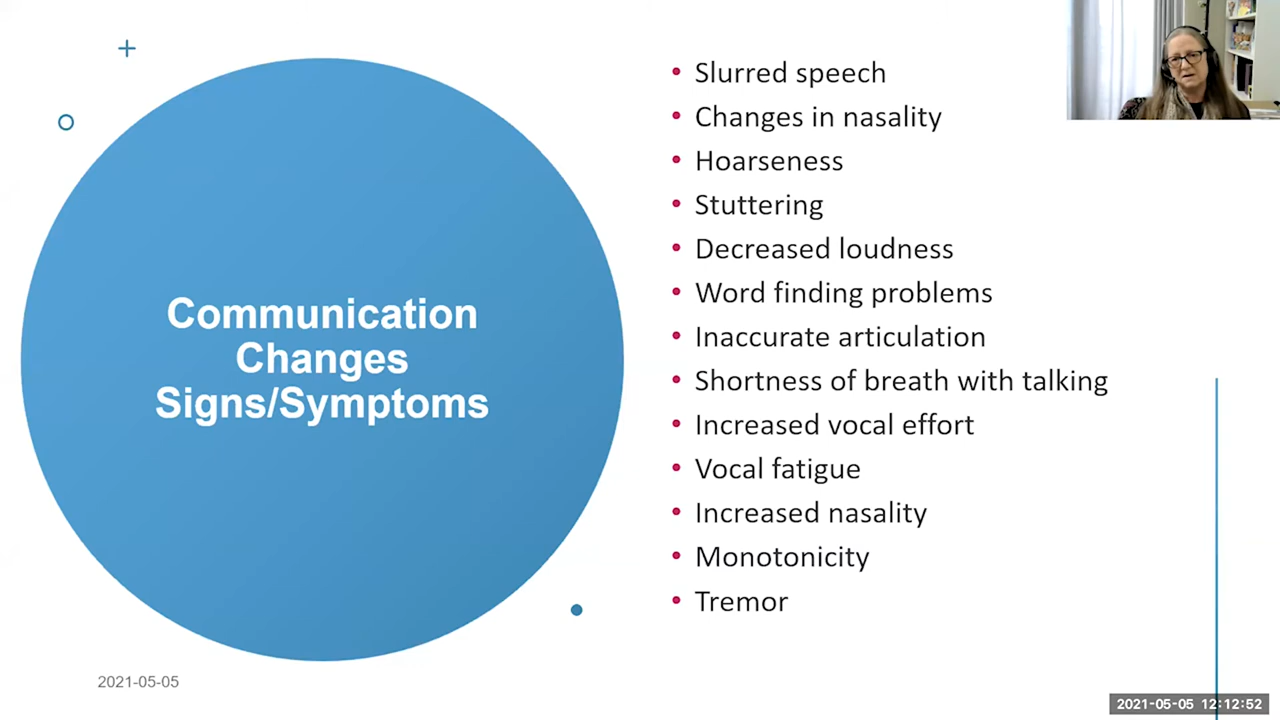 Communication
Changes
Signs/Symptoms
Slurred speech
Changes in nasality
Hoarseness
Stuttering
Decreased loudness
Word finding problems
Inaccurate articulation
Shortness of breath with talking
Increased vocal effort
Vocal fatigue
Increased nasality
Monotonicity
Tremor
2021-05-05
2021-05-05 12:12:52